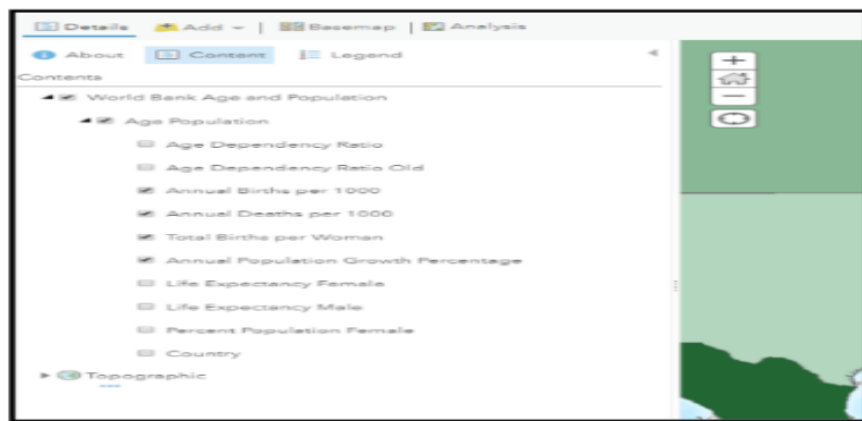 Details Add | Basemap | Analysis
About Content Legend
Contents
World Bank Age and Population
Age Population
Age Dependency Ratio
Age Dependency Ratio Old
Annual Births per 1000
Annual Deaths per 1000
Total Births per Woman
Annual Population Growth Percentage
Life Expectancy Female
Life Expectancy Male
Percent Population Female
Country
Topographic